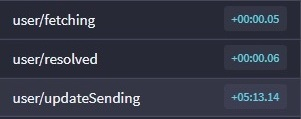 user/fetching +00:00.05
user/resolved +00:00.06
user/updateSending +05:13.14